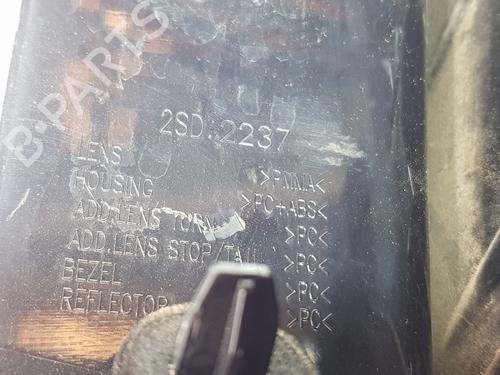 B-PARTS
2SD.2237
LENS >PMMA<
HOUSING >PC+ABS<
ADD.LENS TURN >PC<
ADD.LENS STOP/TAIL >PC<
BEZEL >PC<
REFLECTOR >PC<